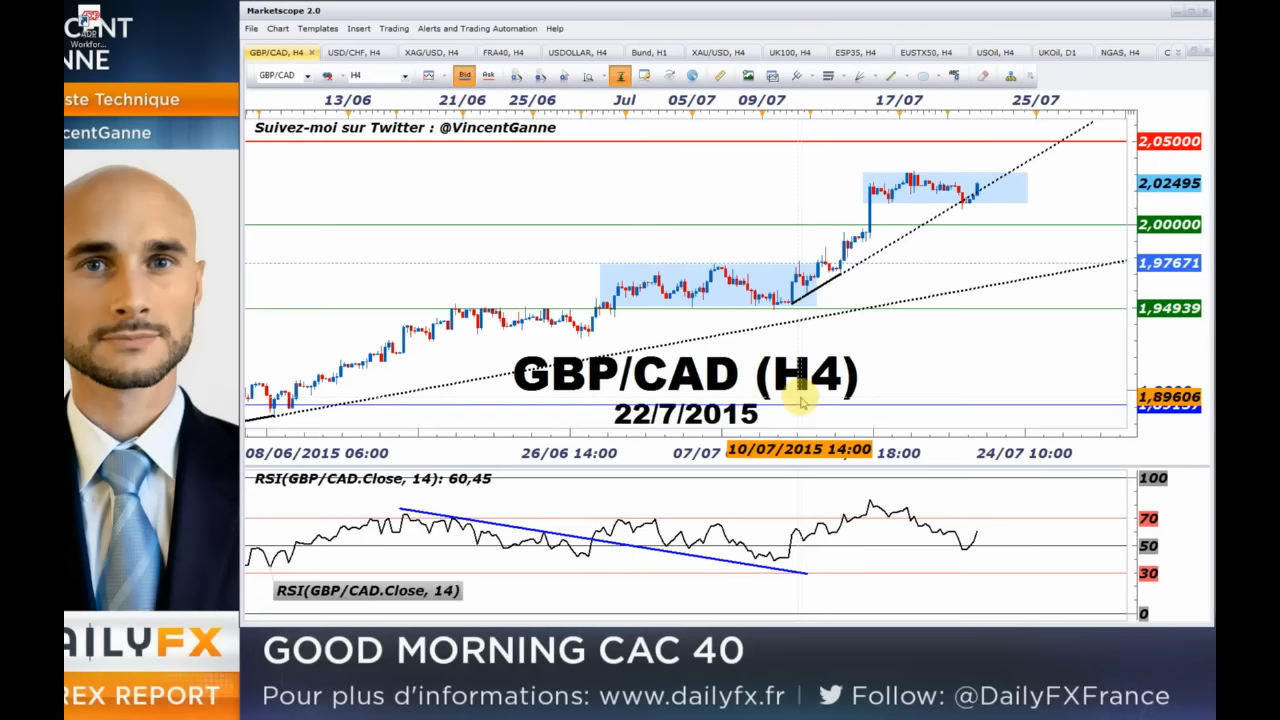 ADP
Workfor...
CENT
NNE
ste Technique
centGanne
Marketscope 2.0
File Chart Templates Insert Trading Alerts and Trading Automation Help
GBP/CAD, H4 USD/CHF, H4 XAG/USD, H4 FRA40, H4 USDOLLAR, H4 Bund, H1 XAU/USD, H4 UK100, H4 ESP35, H4 EUSTX50, H4 USOil, H4 UKOil, D1 NGAS, H4 C
GBP/CAD H4 Bid Ask
13/06 21/06 25/06 Jul 05/07 09/07 17/07 25/07
Suivez-moi sur Twitter : @VincentGanne
2,05000
2,02495
2,00000
1,97671
1,94939
1,89606
GBP/CAD (H4)
22/7/2015
08/06/2015 06:00 26/06 14:00 07/07 10/07/2015 14:00 18:00 24/07 10:00
RSI(GBP/CAD.Close, 14): 60,45
100
70
50
30
0
RSI(GBP/CAD.Close, 14)
AILYFX
REX REPORT
GOOD MORNING CAC 40
Pour plus d'informations: www.dailyfx.fr | Follow: @DailyFXFrance